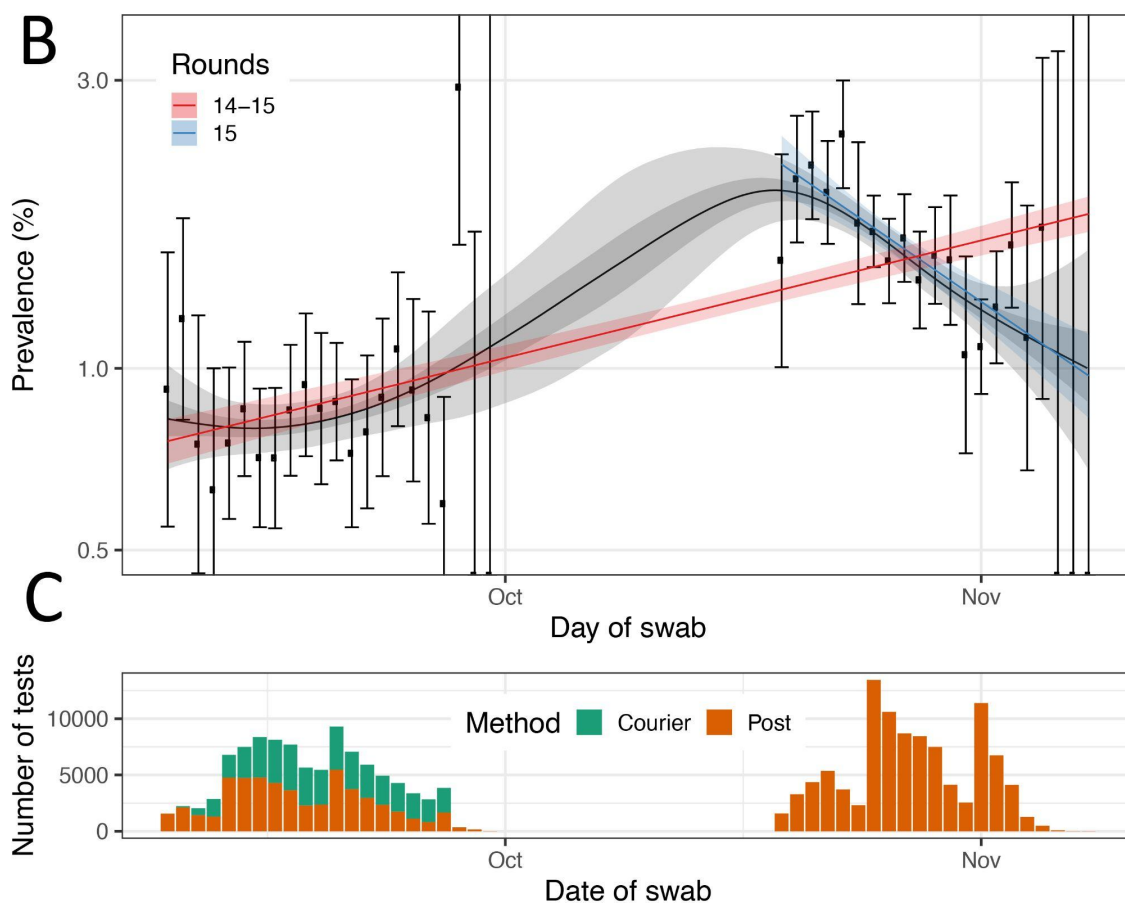 B
Rounds
14–15
15
3.0
1.0
0.5
Prevalence (%)
Oct
Nov
Day of swab
C
Method
Courier
Post
10000
5000
0
Number of tests
Oct
Nov
Date of swab